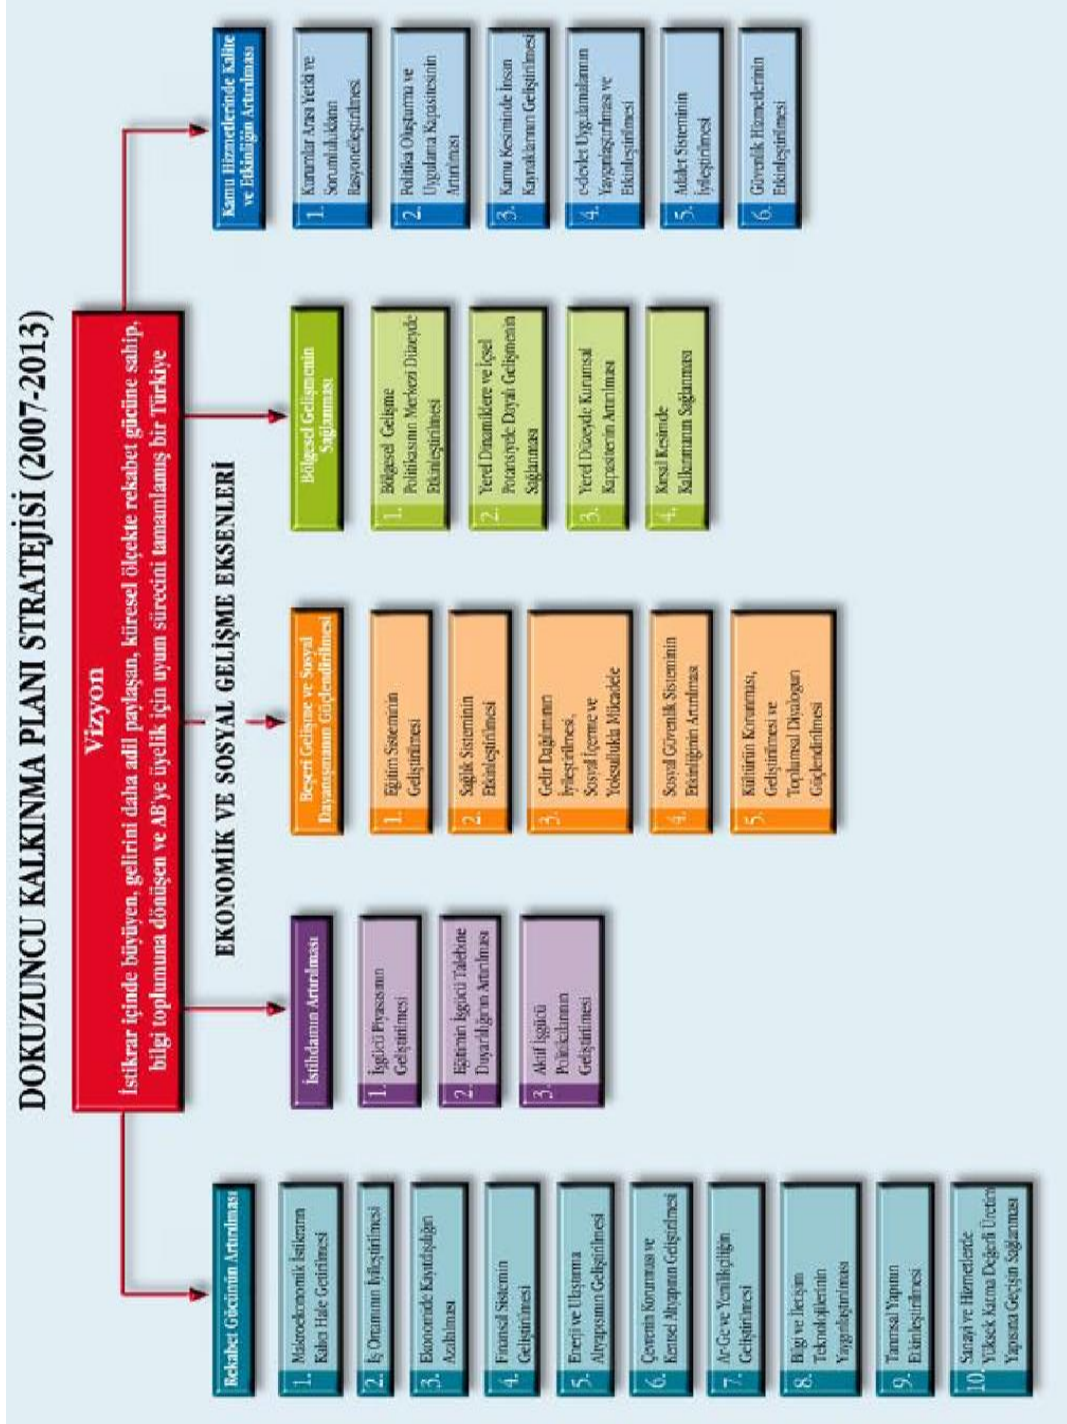 DOKUZUNCU KALKINMA PLANI STRATEJİSİ (2007-2013)
Vizyon
İstikrar içinde büyüyen, gelirini daha adil paylaşan, küresel ölçekte rekabet gücüne sahip,
bilgi toplumuna dönüşen ve AB'ye üyelik için uyum sürecini tamamlamış bir Türkiye
EKONOMİK VE SOSYAL GELİŞME EKSENLERİ
Rekabet Gücünün Artırılması
1. Makroekonomik İstikrarın
Kalıcı Hale Getirilmesi
2. İş Ortamının İyileştirilmesi
3. Ekonomide Kayıtdışılığın
Azaltılması
4. Finansal Sistemin
Geliştirilmesi
5. Enerji ve Ulaştırma
Altyapısının Geliştirilmesi
6. Çevrenin Korunması ve
Kentsel Altyapının Geliştirilmesi
7. Ar-Ge ve Yenilikçiliğin
Geliştirilmesi
8. Bilgi ve İletişim
Teknolojilerinin
Yaygınlaştırılması
9. Tarımsal Yapının
Etkinleştirilmesi
10. Sanayi ve Hizmetlerde
Yüksek Katma Değerli Üretim
Yapısına Geçişin Sağlanması
İstihdamın Artırılması
1. İşgücü Piyasasının
Geliştirilmesi
2. Eğitimin İşgücü Talebine
Duyarlılığının Artırılması
3. Aktif İşgücü
Politikalarının
Geliştirilmesi
Beşeri Gelişme ve Sosyal
Dayanışmanın Güçlendirilmesi
1. Eğitim Sisteminin
Geliştirilmesi
2. Sağlık Sisteminin
Etkinleştirilmesi
3. Gelir Dağılımının
İyileştirilmesi,
Sosyal İçerme ve
Yoksullukla Mücadele
4. Sosyal Güvenlik Sisteminin
Etkinliğinin Artırılması
5. Kültürün Korunması,
Geliştirilmesi ve
Toplumsal Diyalogun
Güçlendirilmesi
Bölgesel Gelişmenin
Sağlanması
1. Bölgesel Gelişme
Politikasının Merkezi Düzeyde
Etkinleştirilmesi
2. Yerel Dinamiklere ve İçsel
Potansiyele Dayalı Gelişmenin
Sağlanması
3. Yerel Düzeyde Kurumsal
Kapasitenin Artırılması
4. Kırsal Kesimde
Kalkınmanın Sağlanması
Kamu Hizmetlerinde Kalite
ve Etkinliğin Artırılması
1. Kurumlar Arası Yetki ve
Sorumlulukların
Rasyonelleştirilmesi
2. Politika Oluşturma ve
Uygulama Kapasitesinin
Artırılması
3. Kamu Kesiminde İnsan
Kaynaklarının Geliştirilmesi
4. e-devlet Uygulamalarının
Yaygınlaştırılması ve
Etkinleştirilmesi
5. Adalet Sisteminin
İyileştirilmesi
6. Güvenlik Hizmetlerinin
Etkinleştirilmesi